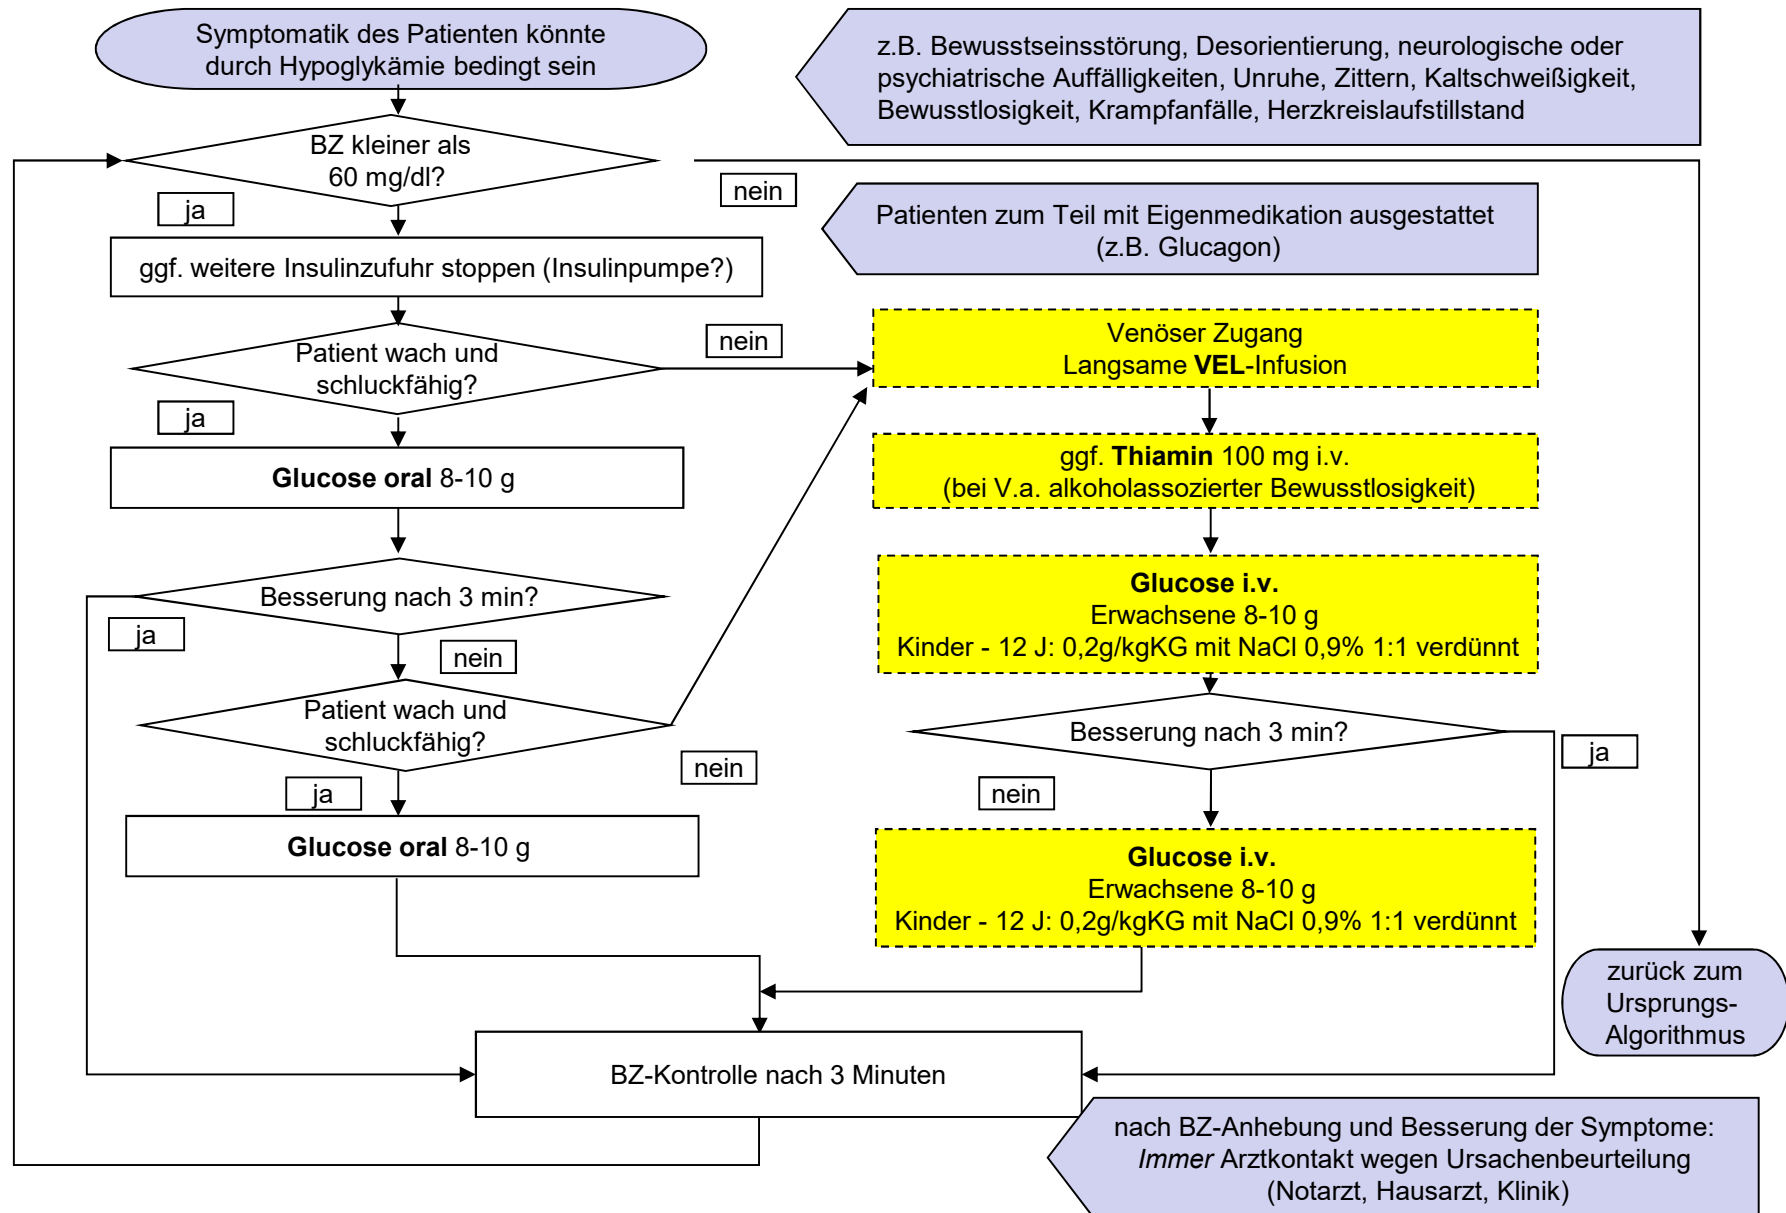 Symptomatik des Patienten könnte
durch Hypoglykämie bedingt sein
z.B. Bewusstseinsstörung, Desorientierung, neurologische oder
psychiatrische Auffälligkeiten, Unruhe, Zittern, Kaltschweißigkeit,
Bewusstlosigkeit, Krampfanfälle, Herzkreislaufstillstand
BZ kleiner als
60 mg/dl?
nein
ja
Patienten zum Teil mit Eigenmedikation ausgestattet
(z.B. Glucagon)
ggf. weitere Insulinzufuhr stoppen (Insulinpumpe?)
Patient wach und
schluckfähig?
nein
ja
Venöser Zugang
Langsame VEL-Infusion
Glucose oral 8-10 g
ggf. Thiamin 100 mg i.v.
(bei V.a. alkoholassozierter Bewusstlosigkeit)
Besserung nach 3 min?
ja
nein
Glucose i.v.
Erwachsene 8-10 g
Kinder - 12 J: 0,2g/kgKG mit NaCl 0,9% 1:1 verdünnt
Patient wach und
schluckfähig?
nein
ja
Besserung nach 3 min?
ja
nein
Glucose oral 8-10 g
Glucose i.v.
Erwachsene 8-10 g
Kinder - 12 J: 0,2g/kgKG mit NaCl 0,9% 1:1 verdünnt
zurück zum
Ursprungs-
Algorithmus
BZ-Kontrolle nach 3 Minuten
nach BZ-Anhebung und Besserung der Symptome:
Immer Arztkontakt wegen Ursachenbeurteilung
(Notarzt, Hausarzt, Klinik)